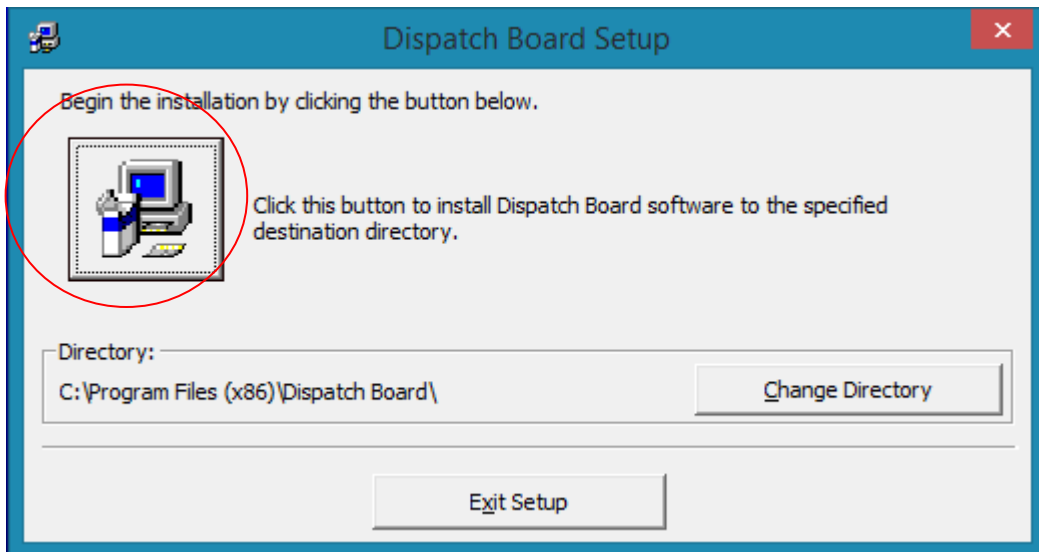 Dispatch Board Setup
Begin the installation by clicking the button below.
Click this button to install Dispatch Board software to the specified
destination directory.
Directory:
C:\Program Files (x86)\Dispatch Board\
Change Directory
Exit Setup